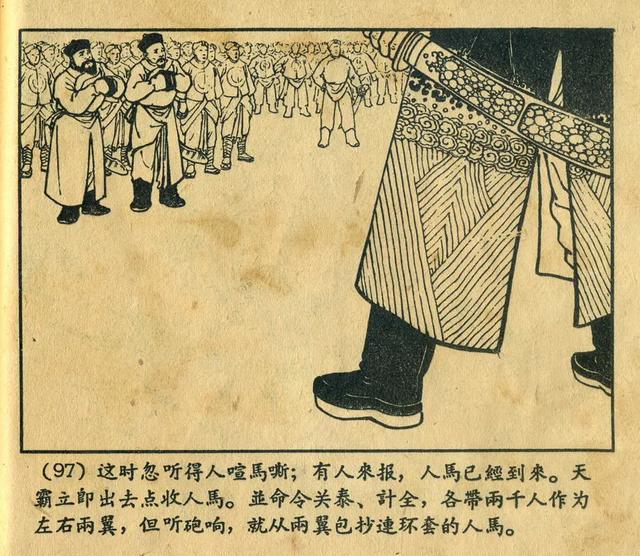 (97) 这时忽听得人喧馬嘶；有人來报，人馬已經到來。天
霸立即出去点收人馬。並命令关泰、計全，各帶兩千人作为
左右兩翼，但听砲响，就从兩翼包抄連环套的人馬。